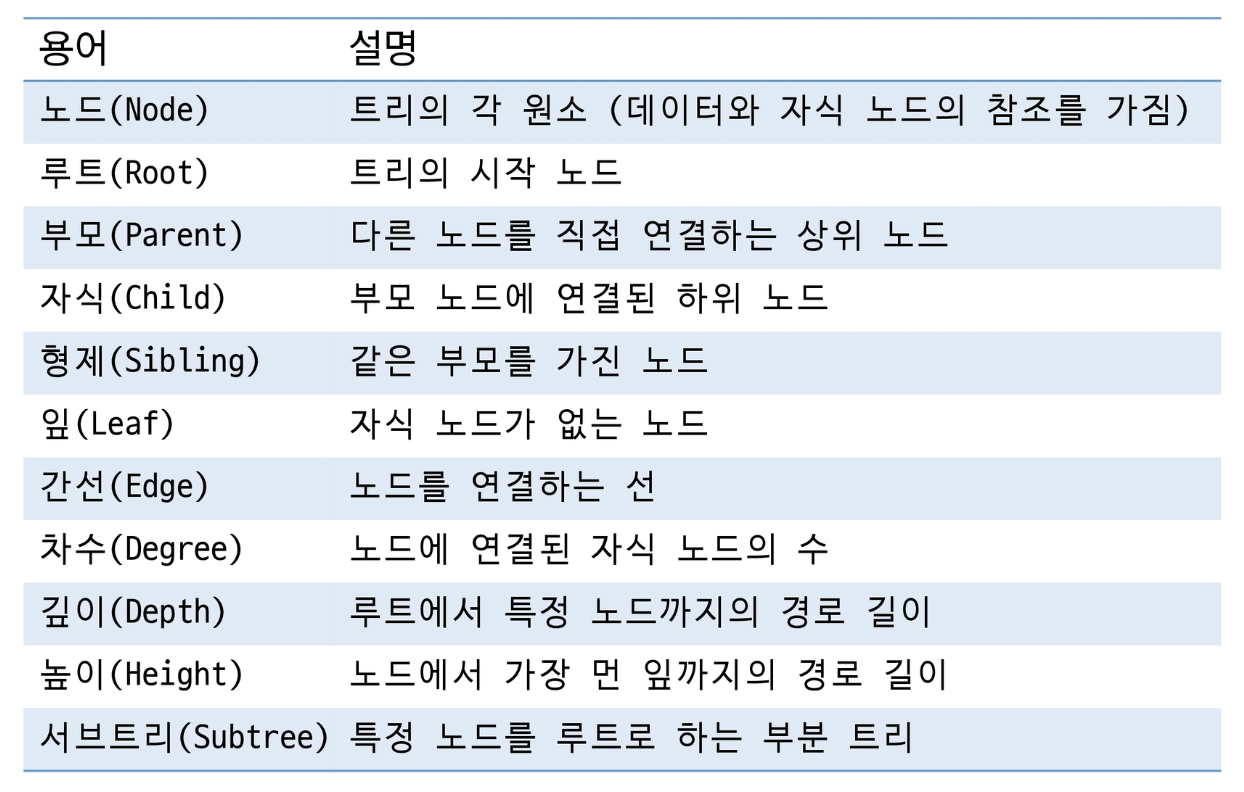 용어 설명
노드(Node) 트리의 각 원소 (데이터와 자식 노드의 참조를 가짐)
루트(Root) 트리의 시작 노드
부모(Parent) 다른 노드를 직접 연결하는 상위 노드
자식(Child) 부모 노드에 연결된 하위 노드
형제(Sibling) 같은 부모를 가진 노드
잎(Leaf) 자식 노드가 없는 노드
간선(Edge) 노드를 연결하는 선
차수(Degree) 노드에 연결된 자식 노드의 수
깊이(Depth) 루트에서 특정 노드까지의 경로 길이
높이(Height) 노드에서 가장 먼 잎까지의 경로 길이
서브트리(Subtree) 특정 노드를 루트로 하는 부분 트리